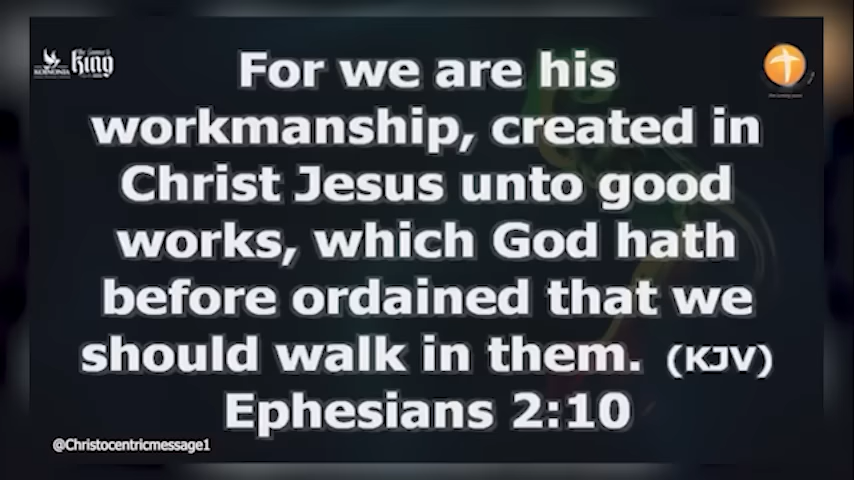 KOINONIA
King
For we are his
workmanship, created in
Christ Jesus unto good
works, which God hath
before ordained that we
should walk in them. (KJV)
Ephesians 2:10
@Christocentricmessage1